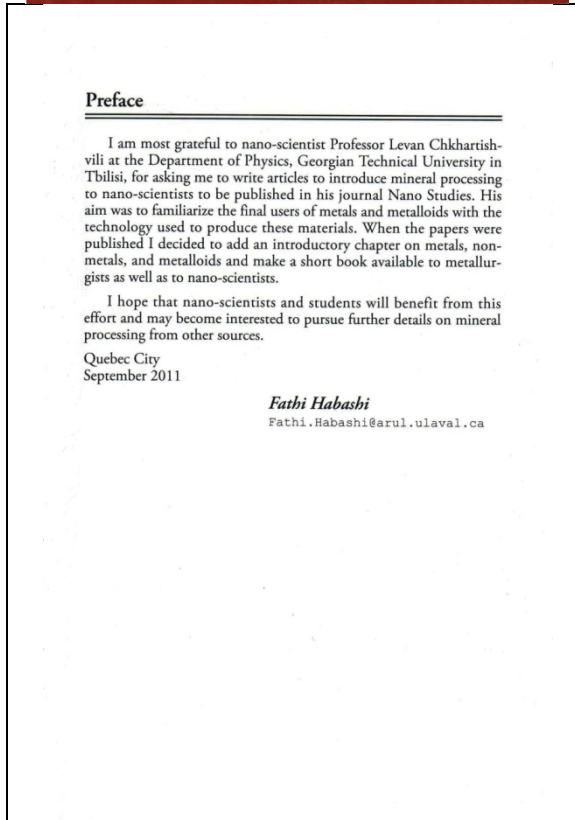 Preface
I am most grateful to nano-scientist Professor Levan Chkhartish-
vili at the Department of Physics, Georgian Technical University in
Tbilisi, for asking me to write articles to introduce mineral processing
to nano-scientists to be published in his journal Nano Studies. His
aim was to familiarize the final users of metals and metalloids with the
technology used to produce these materials. When the papers were
published I decided to add an introductory chapter on metals, non-
metals, and metalloids and make a short book available to metallur-
gists as well as to nano-scientists.
I hope that nano-scientists and students will benefit from this
effort and may become interested to pursue further details on mineral
processing from other sources.
Quebec City
September 2011
Fathi Habashi
Fathi.Habashi@arul.ulaval.ca